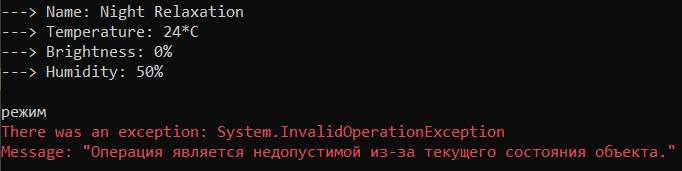 ---> Name: Night Relaxation
---> Temperature: 24*C
---> Brightness: 0%
---> Humidity: 50%
режим
There was an exception: System.InvalidOperationException
Message: "Операция является недопустимой из-за текущего состояния объекта."